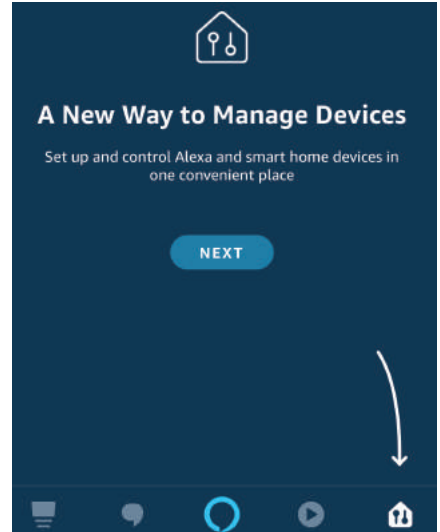 A New Way to Manage Devices
Set up and control Alexa and smart home devices in
one convenient place
NEXT